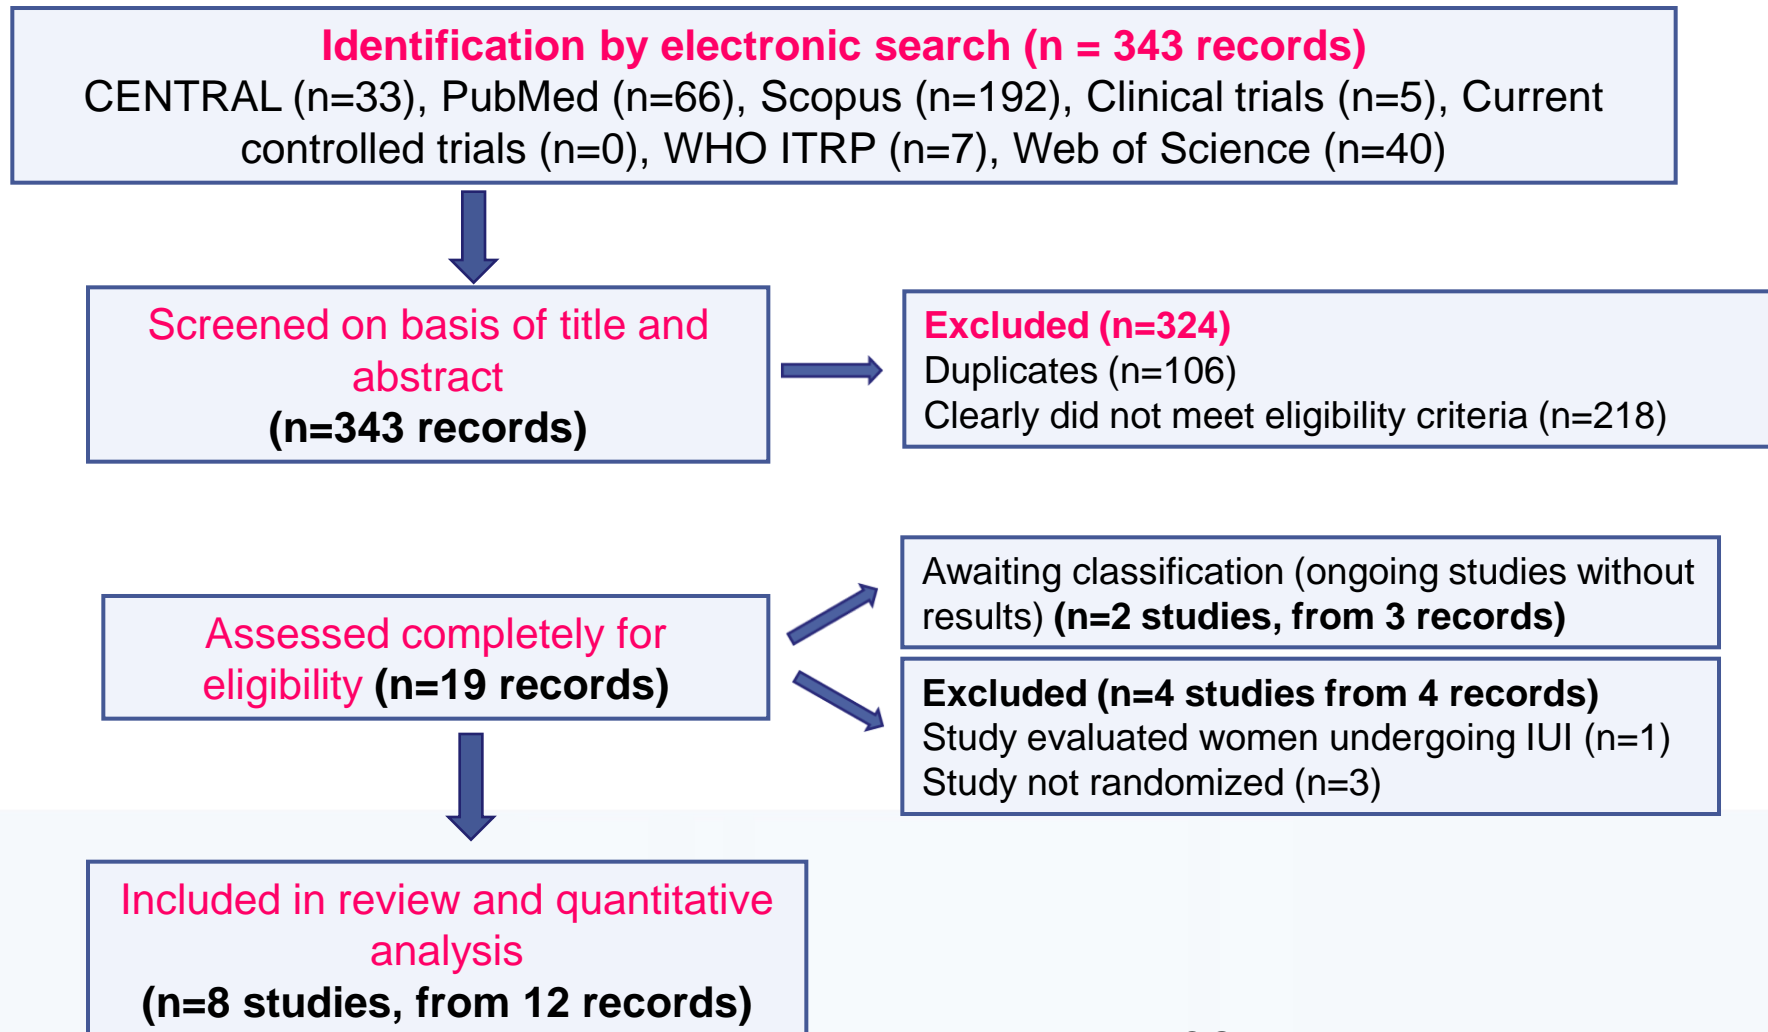 Identification by electronic search (n = 343 records)
CENTRAL (n=33), PubMed (n=66), Scopus (n=192), Clinical trials (n=5), Current
controlled trials (n=0), WHO ITRP (n=7), Web of Science (n=40)
Screened on basis of title and
abstract
(n=343 records)
Excluded (n=324)
Duplicates (n=106)
Clearly did not meet eligibility criteria (n=218)
Assessed completely for
eligibility (n=19 records)
Awaiting classification (ongoing studies without
results) (n=2 studies, from 3 records)
Excluded (n=4 studies from 4 records)
Study evaluated women undergoing IUI (n=1)
Study not randomized (n=3)
Included in review and quantitative
analysis
(n=8 studies, from 12 records)